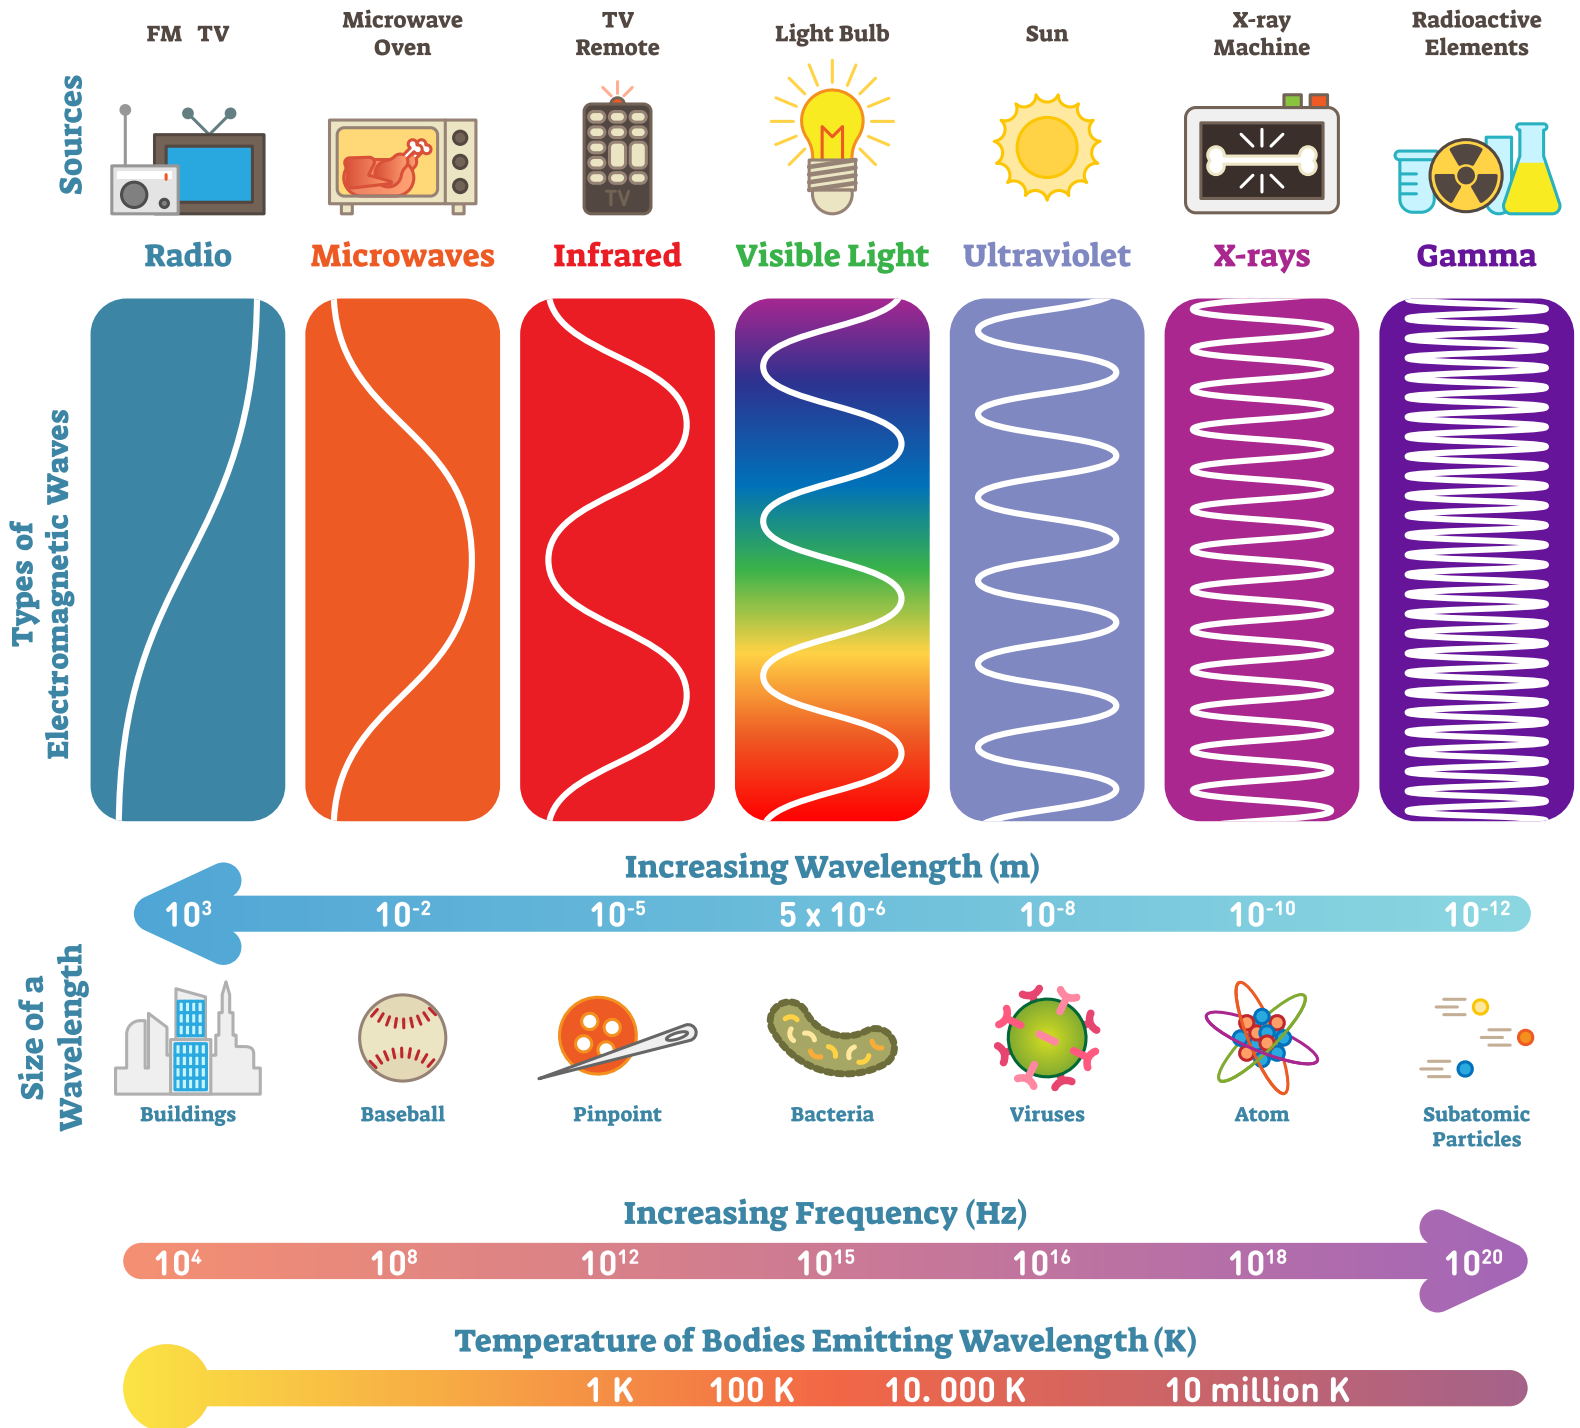 FM TV
Microwave
Oven
TV
Remote
Light Bulb
Sun
X-ray
Machine
Radioactive
Elements
Sources
TV
Radio
Microwaves
Infrared
Visible Light
Ultraviolet
X-rays
Gamma
Types of
Electromagnetic Waves
Increasing Wavelength (m)
10³ 10⁻² 10⁻⁵ 5 x 10⁻⁶ 10⁻⁸ 10⁻¹⁰ 10⁻¹²
Size of a
Wavelength
Buildings
Baseball
Pinpoint
Bacteria
Viruses
Atom
Subatomic
Particles
Increasing Frequency (Hz)
10⁴ 10⁸ 10¹² 10¹⁵ 10¹⁶ 10¹⁸ 10²⁰
Temperature of Bodies Emitting Wavelength (K)
1 K 100 K 10. 000 K 10 million K